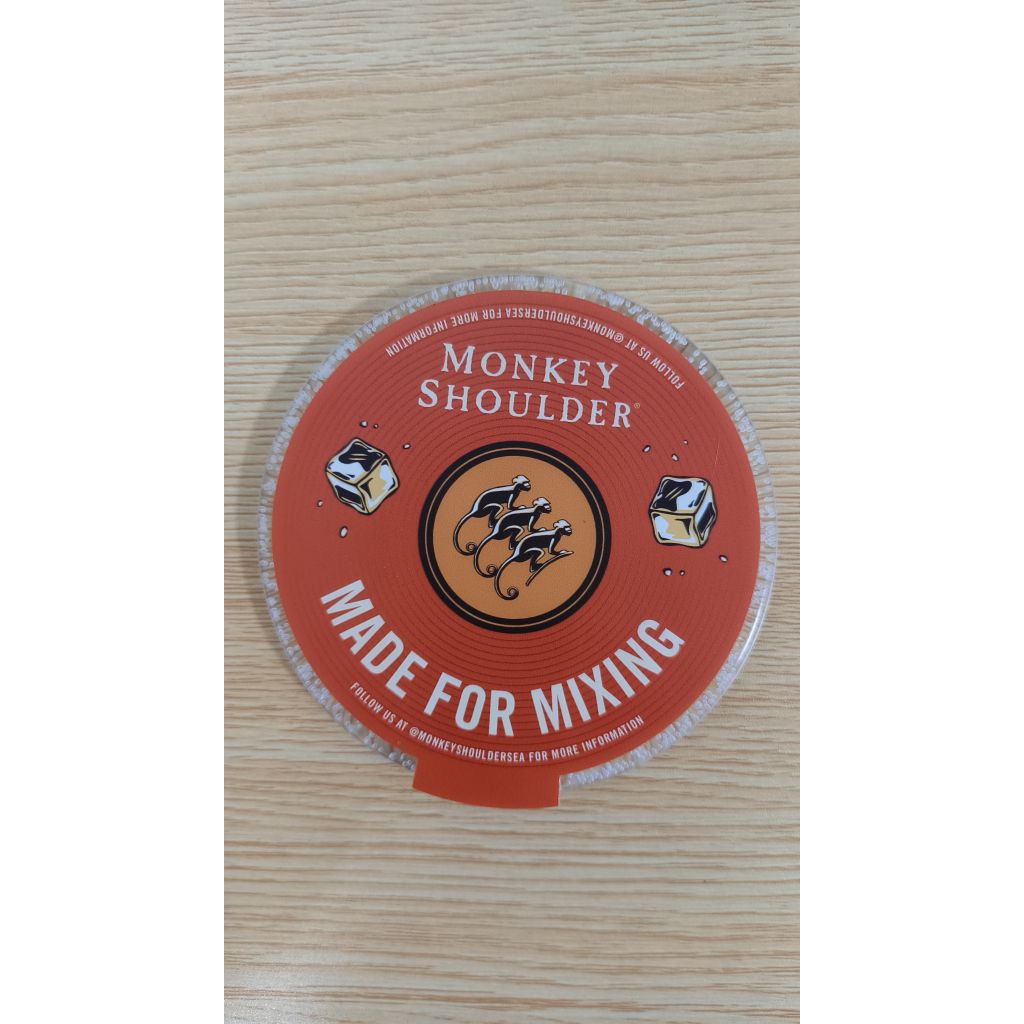 FOLLOW US AT @MONKEYSHOULDERSEA FOR MORE INFORMATION
MONKEY
SHOULDER®
MADE FOR MIXING
FOLLOW US AT @MONKEYSHOULDERSEA FOR MORE INFORMATION